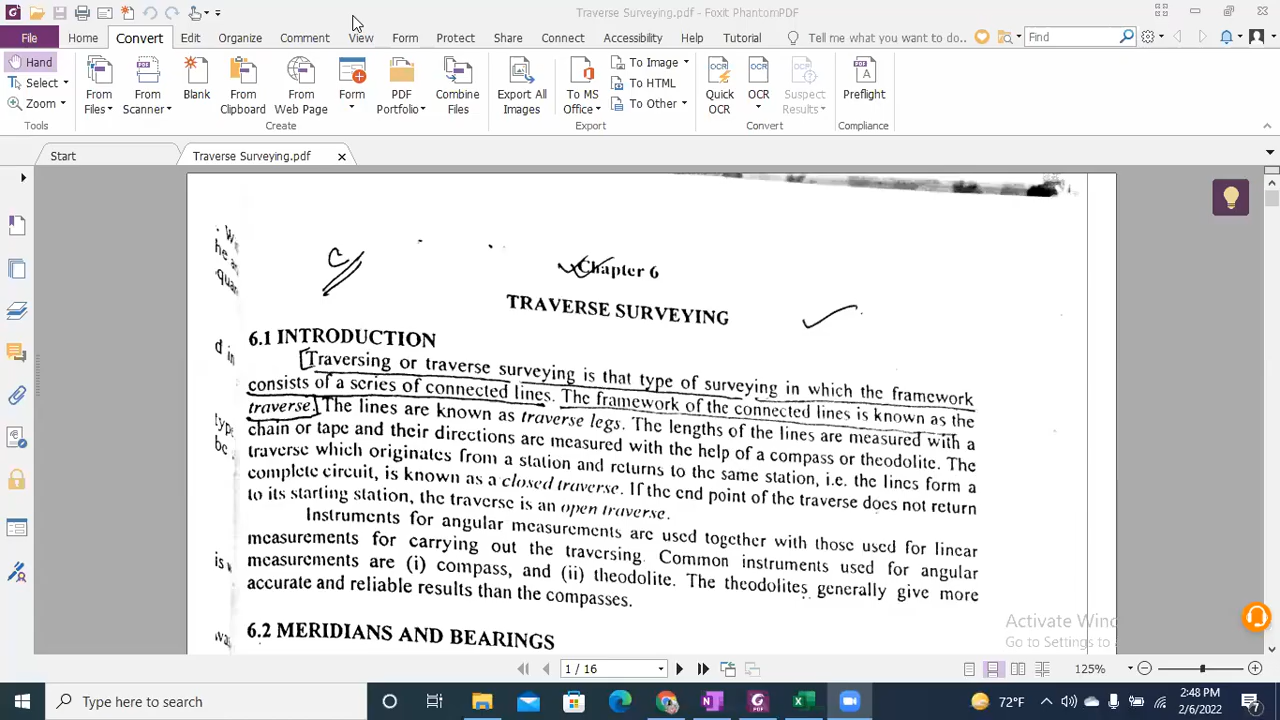 Traverse Surveying.pdf - Foxit PhantomPDF
File Home Convert Edit Organize Comment View Form Protect Share Connect Accessibility Help Tutorial Tell me what you want to do.. Find
Hand
Select
Zoom
Tools
From Files
From Scanner
Blank
From Clipboard
From Web Page
Form
PDF Portfolio
Combine Files
Create
Export All Images
To MS Office
To Image
To HTML
To Other
Export
Quick OCR
OCR
Suspect Results
Convert
Preflight
Compliance
Start Traverse Surveying.pdf
Chapter 6
TRAVERSE SURVEYING
6.1 INTRODUCTION
Traversing or traverse surveying is that type of surveying in which the framework
consists of a series of connected lines. The framework of the connected lines is known as the
traverse. The lines are known as traverse legs. The lengths of the lines are measured with a
chain or tape and their directions are measured with the help of a compass or theodolite. The
traverse which originates from a station and returns to the same station, i.e. the lines form a
complete circuit, is known as a closed traverse. If the end point of the traverse does not return
to its starting station, the traverse is an open traverse.
Instruments for angular measurements are used together with those used for linear
measurements for carrying out the traversing. Common instruments used for angular
measurements are (i) compass, and (ii) theodolite. The theodolites generally give more
accurate and reliable results than the compasses.
6.2 MERIDIANS AND BEARINGS
Activate Winc
Go to Settings to
1 / 16
125%
Type here to search
72°F
2:48 PM
2/6/2022